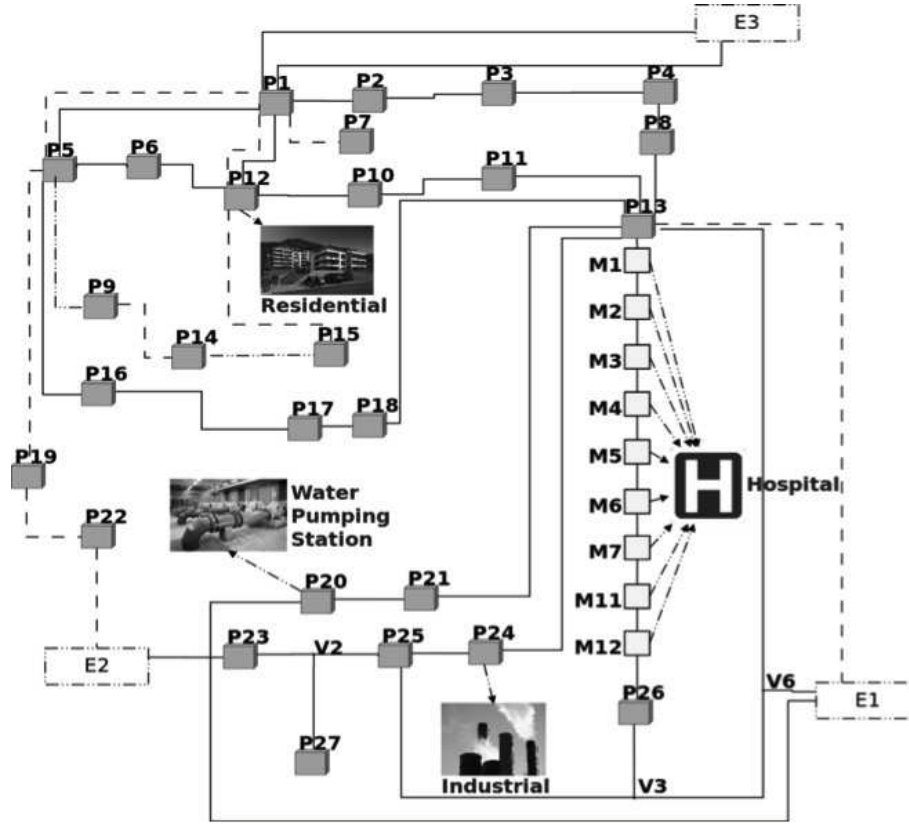 E3
P1
P2
P3
P4
P7
P8
P5
P6
P12
P10
P11
P13
Residential
M1
M2
M3
M4
M5
M6
M7
M11
M12
Hospital
P9
P14
P15
P16
P17
P18
P19
P22
Water
Pumping
Station
P20
P21
E2
P23
V2
P25
P24
P27
Industrial
P26
V6
E1
V3